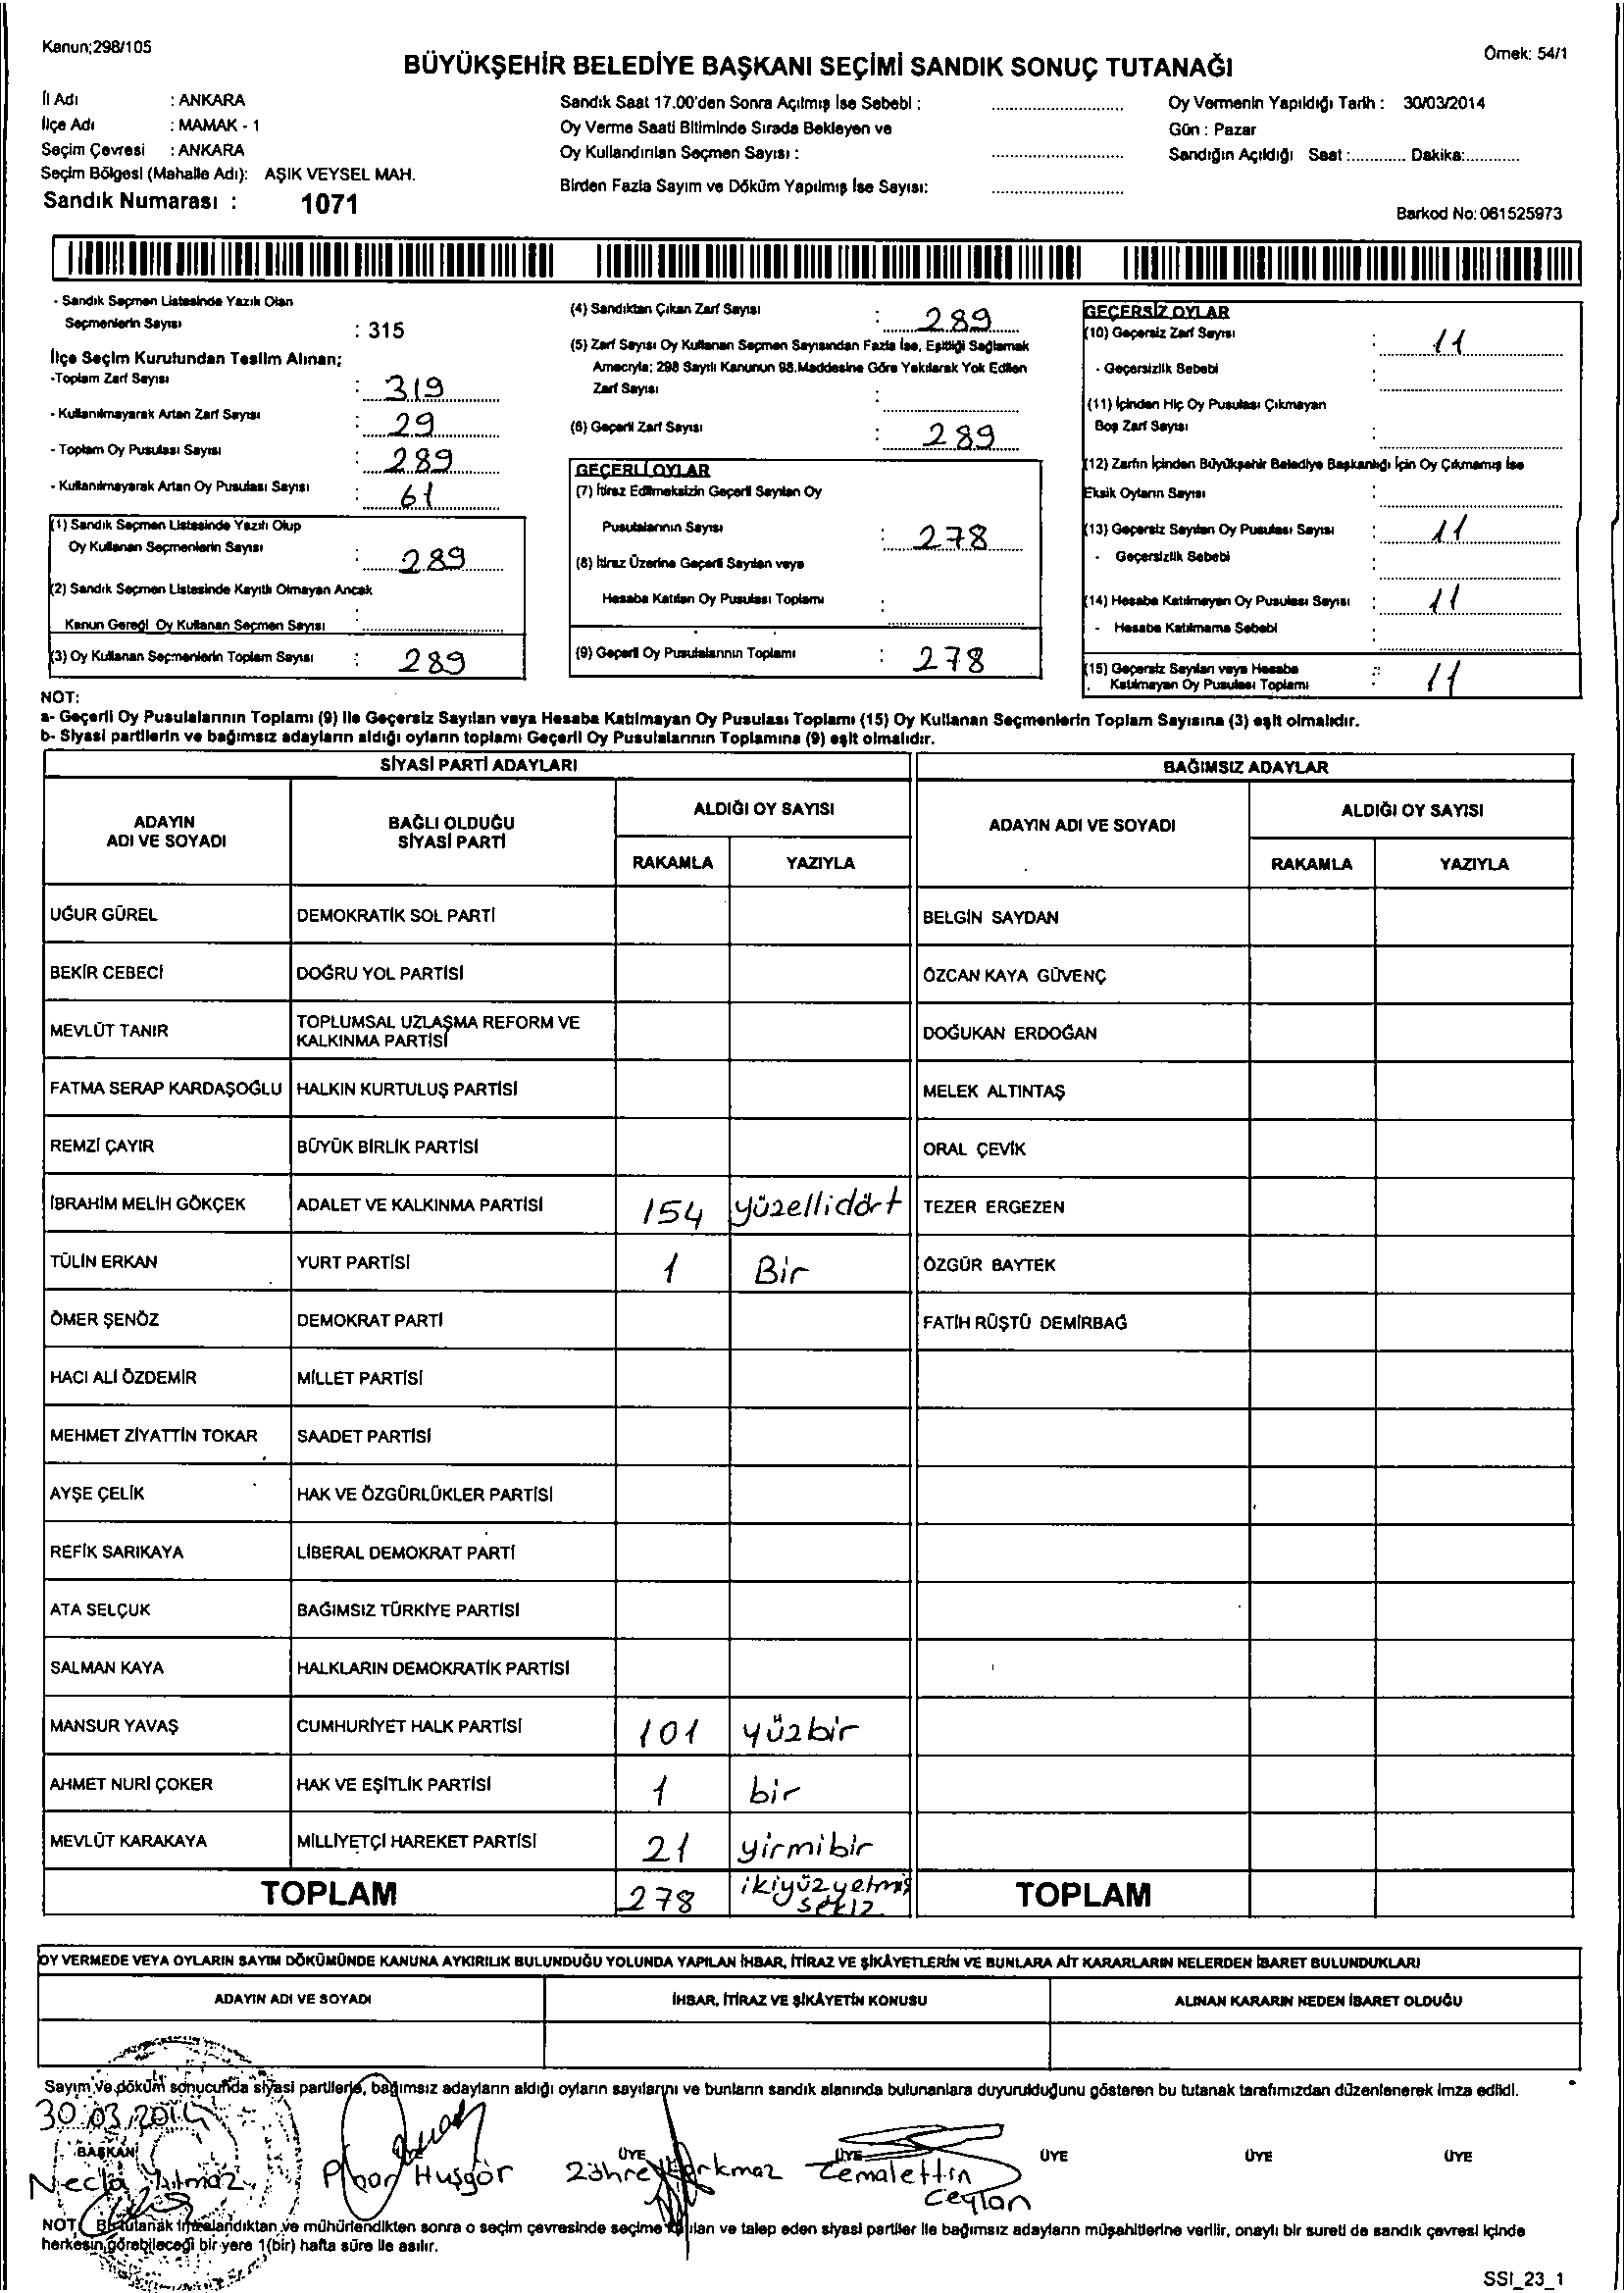 Kanun;298/105
Örnek: 54/1
BÜYÜKŞEHİR BELEDİYE BAŞKANI SEÇİMİ SANDIK SONUÇ TUTANAĞI
İl Adı : ANKARA
İlçe Adı : MAMAK - 1
Seçim Çevresi : ANKARA
Seçim Bölgesi (Mahalle Adı): AŞIK VEYSEL MAH.
Sandık Numarası : 1071
Sandık Saat 17.00'den Sonra Açılmış İse Sebebi :
Oy Verme Saati Bitiminde Sırada Bekleyen ve
Oy Kullandırılan Seçmen Sayısı :
Birden Fazla Sayım ve Döküm Yapılmış İse Sayısı:
Oy Vermenin Yapıldığı Tarih : 30/03/2014
Gün : Pazar
Sandığın Açıldığı Saat :............ Dakika:............
Barkod No: 061525973
- Sandık Seçmen Listesinde Yazılı Olan
Seçmenlerin Sayısı : 315
İlçe Seçim Kurulundan Teslim Alınan;
-Toplam Zarf Sayısı : 319
- Kullanılmayarak Artan Zarf Sayısı : 29
- Toplam Oy Pusulası Sayısı : 289
- Kullanılmayarak Artan Oy Pusulası Sayısı : 61
(1) Sandık Seçmen Listesinde Yazılı Olup
Oy Kullanan Seçmenlerin Sayısı : 289
(2) Sandık Seçmen Listesinde Kayıtlı Olmayan Ancak
Kanun Gereği Oy Kullanan Seçmen Sayısı :
(3) Oy Kullanan Seçmenlerin Toplam Sayısı : 289
(4) Sandıktan Çıkan Zarf Sayısı : 289
(5) Zarf Sayısı Oy Kullanan Seçmen Sayısından Fazla İse, Eşitliği Sağlamak
Amacıyla; 298 Sayılı Kanunun 98.Maddesine Göre Yakılarak Yok Edilen
Zarf Sayısı :
(6) Geçerli Zarf Sayısı : 289
GEÇERLİ OYLAR
(7) İtiraz Edilmeksizin Geçerli Sayılan Oy
Pusulalarının Sayısı : 278
(8) İtiraz Üzerine Geçerli Sayılan veya
Hesaba Katılan Oy Pusulası Toplamı :
(9) Geçerli Oy Pusulalarının Toplamı : 278
GEÇERSİZ OYLAR
(10) Geçersiz Zarf Sayısı : 11
- Geçersizlik Sebebi
(11) İçinden Hiç Oy Pusulası Çıkmayan
Boş Zarf Sayısı :
(12) Zarfın İçinden Büyükşehir Belediye Başkanlığı İçin Oy Çıkmamış İse
Eksik Oyların Sayısı :
(13) Geçersiz Sayılan Oy Pusulası Sayısı : 11
- Geçersizlik Sebebi
(14) Hesaba Katılmayan Oy Pusulası Sayısı : 11
- Hesaba Katılmama Sebebi
(15) Geçersiz Sayılan veya Hesaba
Katılmayan Oy Pusulası Toplamı : 11
NOT:
a- Geçerli Oy Pusulalarının Toplamı (9) ile Geçersiz Sayılan veya Hesaba Katılmayan Oy Pusulası Toplamı (15) Oy Kullanan Seçmenlerin Toplam Sayısına (3) eşit olmalıdır.
b- Siyasi partilerin ve bağımsız adayların aldığı oyların toplamı Geçerli Oy Pusulalarının Toplamına (9) eşit olmalıdır.
SİYASİ PARTİ ADAYLARI
ADAYIN ADI VE SOYADI
BAĞLI OLDUĞU SİYASİ PARTİ
ALDIĞI OY SAYISI
RAKAMLA YAZIYLA
UĞUR GÜREL DEMOKRATİK SOL PARTİ
BEKİR CEBECİ DOĞRU YOL PARTİSİ
MEVLÜT TANIR TOPLUMSAL UZLAŞMA REFORM VE KALKINMA PARTİSİ
FATMA SERAP KARDAŞOĞLU HALKIN KURTULUŞ PARTİSİ
REMZİ ÇAYIR BÜYÜK BİRLİK PARTİSİ
İBRAHİM MELİH GÖKÇEK ADALET VE KALKINMA PARTİSİ 154 yüzellidört
TÜLİN ERKAN YURT PARTİSİ 1 Bir
ÖMER ŞENÖZ DEMOKRAT PARTİ
HACI ALİ ÖZDEMİR MİLLET PARTİSİ
MEHMET ZİYATTİN TOKAR SAADET PARTİSİ
AYŞE ÇELİK HAK VE ÖZGÜRLÜKLER PARTİSİ
REFİK SARIKAYA LİBERAL DEMOKRAT PARTİ
ATA SELÇUK BAĞIMSIZ TÜRKİYE PARTİSİ
SALMAN KAYA HALKLARIN DEMOKRATİK PARTİSİ
MANSUR YAVAŞ CUMHURİYET HALK PARTİSİ 101 yüzbir
AHMET NURİ ÇOKER HAK VE EŞİTLİK PARTİSİ 1 bir
MEVLÜT KARAKAYA MİLLİYETÇİ HAREKET PARTİSİ 21 yirmibir
TOPLAM 278 ikiyüzyetmiş sekiz
BAĞIMSIZ ADAYLAR
ADAYIN ADI VE SOYADI
ALDIĞI OY SAYISI
RAKAMLA YAZIYLA
BELGİN SAYDAN
ÖZCAN KAYA GÜVENÇ
DOĞUKAN ERDOĞAN
MELEK ALTINTAŞ
ORAL ÇEVİK
TEZER ERGEZEN
ÖZGÜR BAYTEK
FATİH RÜŞTÜ DEMİRBAĞ
TOPLAM
OY VERMEDE VEYA OYLARIN SAYIM DÖKÜMÜNDE KANUNA AYKIRILIK BULUNDUĞU YOLUNDA YAPILAN İHBAR, İTİRAZ VE ŞİKÂYETLERİN VE BUNLARA AİT KARARLARIN NELERDEN İBARET BULUNDUKLARI
ADAYIN ADI VE SOYADI İHBAR, İTİRAZ VE ŞİKÂYETİN KONUSU ALINAN KARARIN NEDEN İBARET OLDUĞU
Sayım ve döküm sonucunda siyasi partilerle, bağımsız adayların aldığı oyların sayılarını ve bunların sandık alanında bulunanlara duyurulduğunu gösteren bu tutanak tarafımızdan düzenlenerek imza edildi.
30.03.2014
BAŞKAN ÜYE ÜYE ÜYE ÜYE ÜYE
Necla Yılmaz Huşgör Zöhre Korkmaz Cemalettin
Ceylan
NOT: Bu tutanak imzalandıktan ve mühürlendikten sonra o seçim çevresinde seçime katılan ve talep eden siyasi partiler ile bağımsız adayların müşahitlerine verilir, onaylı bir sureti de sandık çevresi içinde
herkesin görebileceği bir yere 1(bir) hafta süre ile asılır.
SSI_23_1